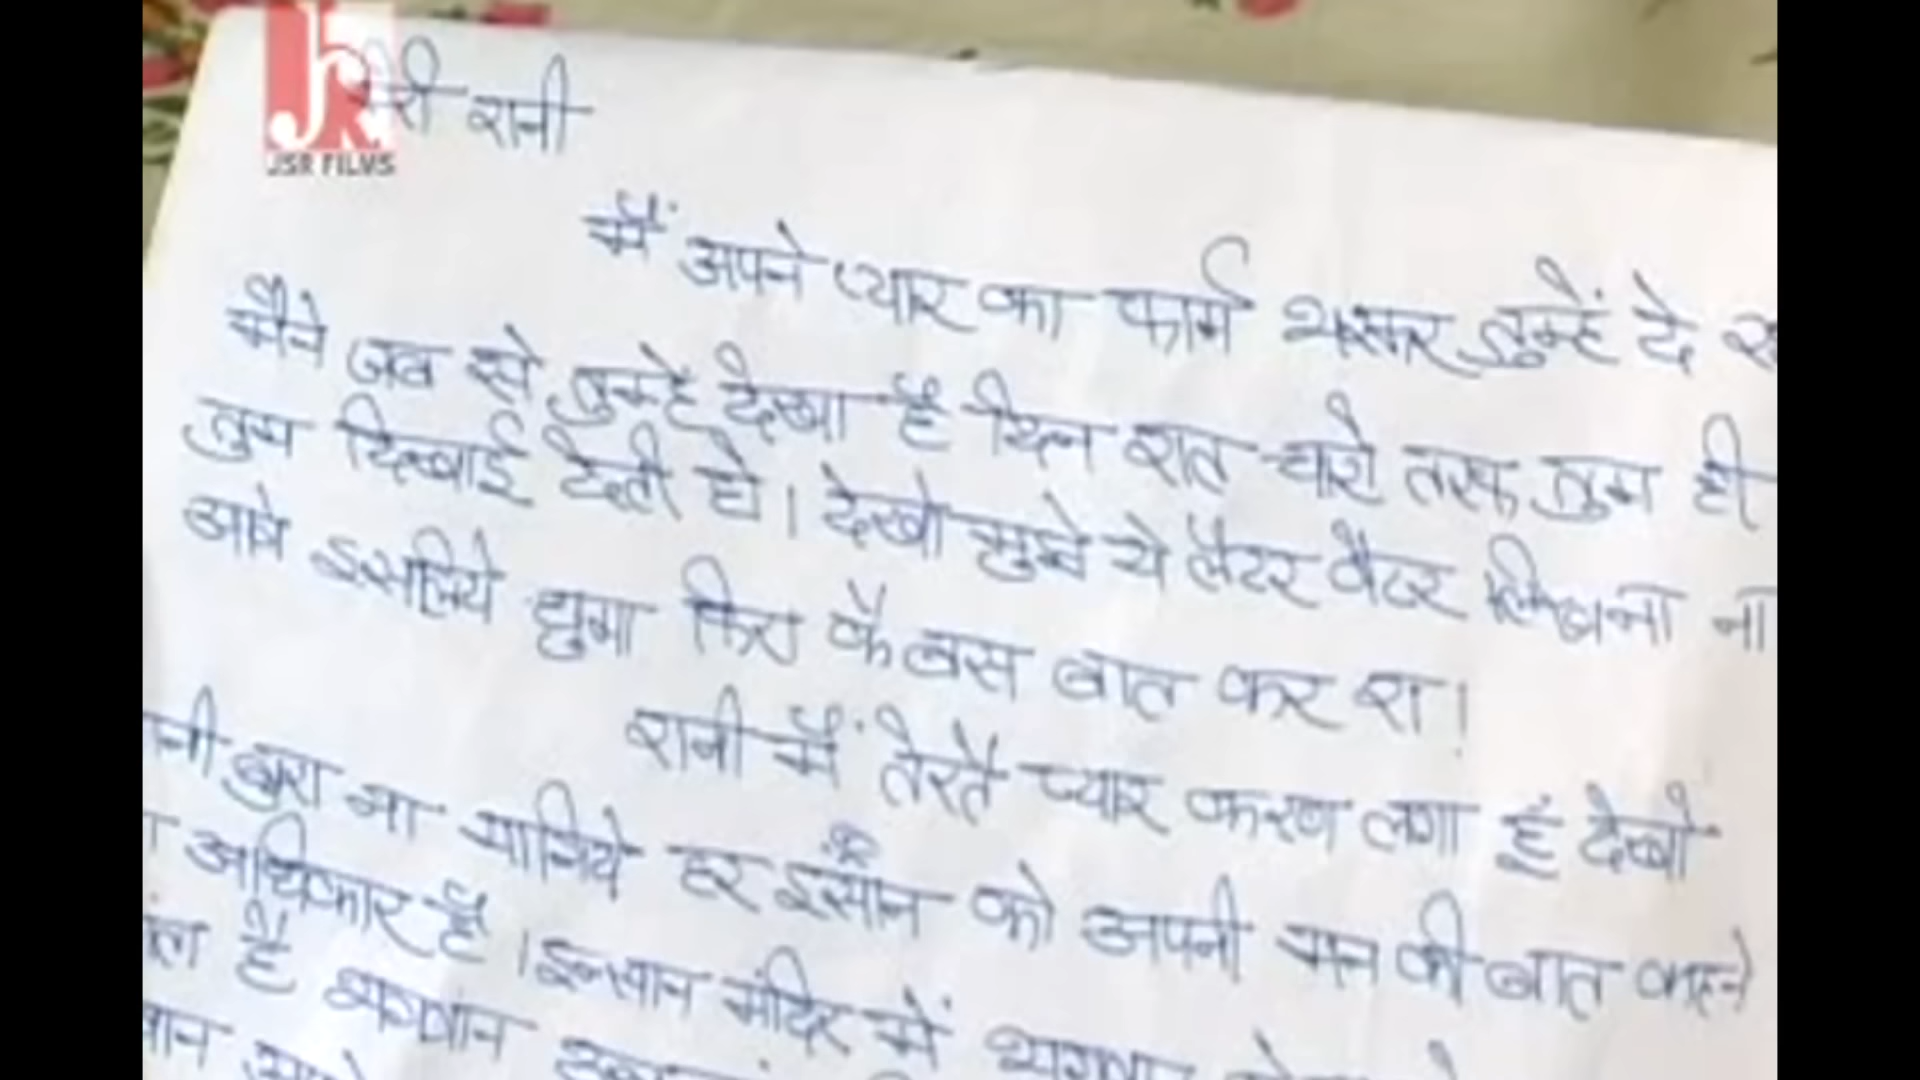 JSR FILMS
मेरी रानी
मैं अपने प्यार का फार्म भरकर तुम्हें दे
मैंने जब से तुम्हें देखा है दिन रात चारो तरफ तुम ही
तुम दिखाई देती हो। देखो मुझे ये लैटर वैटर लिखना ना
आवे इसलिये घुमा फिरा कै बस बात कर रा।
रानी मैं तेरतै प्यार करण लगा हूं देखो
बुरा ना मानिये हर इंसान को अपनी मन की बात कहने
अधिकार है। इन्सान मंदिर में
है भगवान